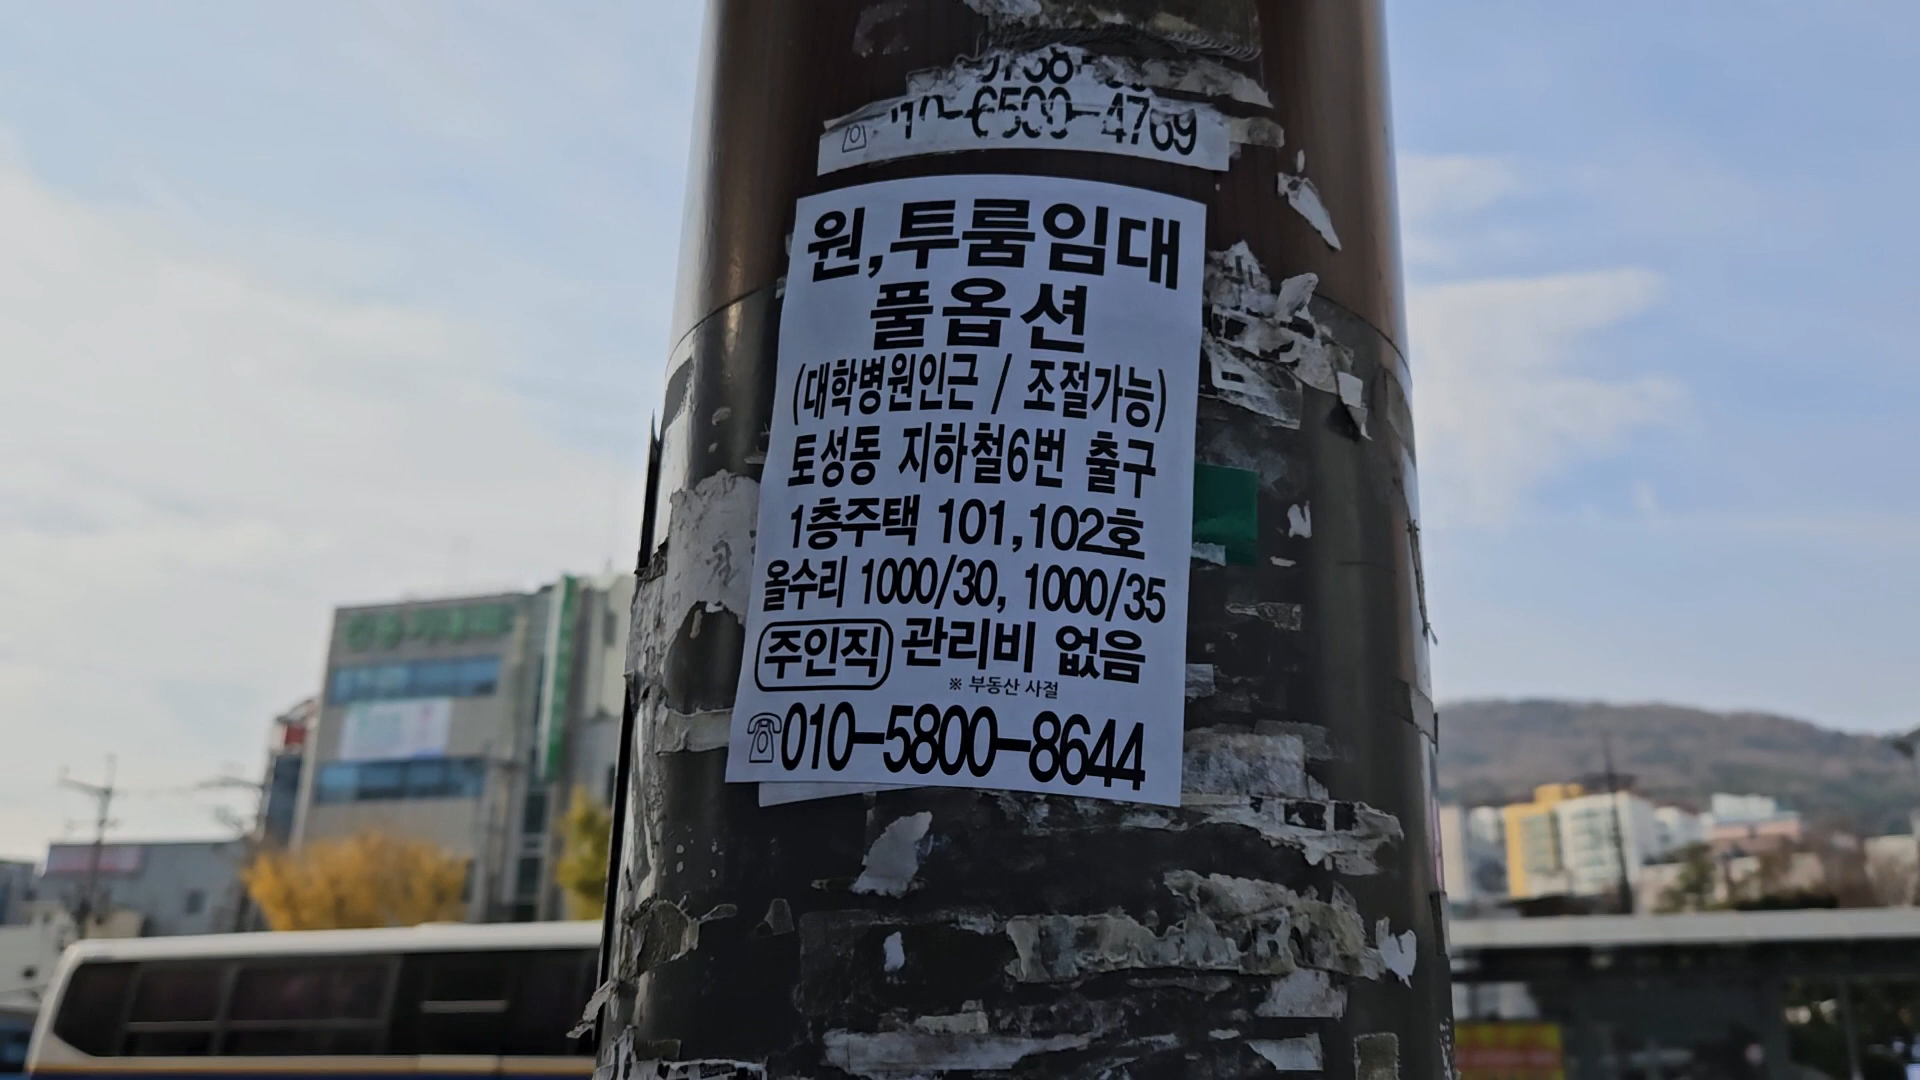 10-6500-4769
원,투룸임대
풀옵션
(대학병원인근 / 조절가능)
토성동 지하철6번 출구
1층주택 101,102호
올수리 1000/30, 1000/35
주인직 관리비 없음
※ 부동산 사절
☏010-5800-8644